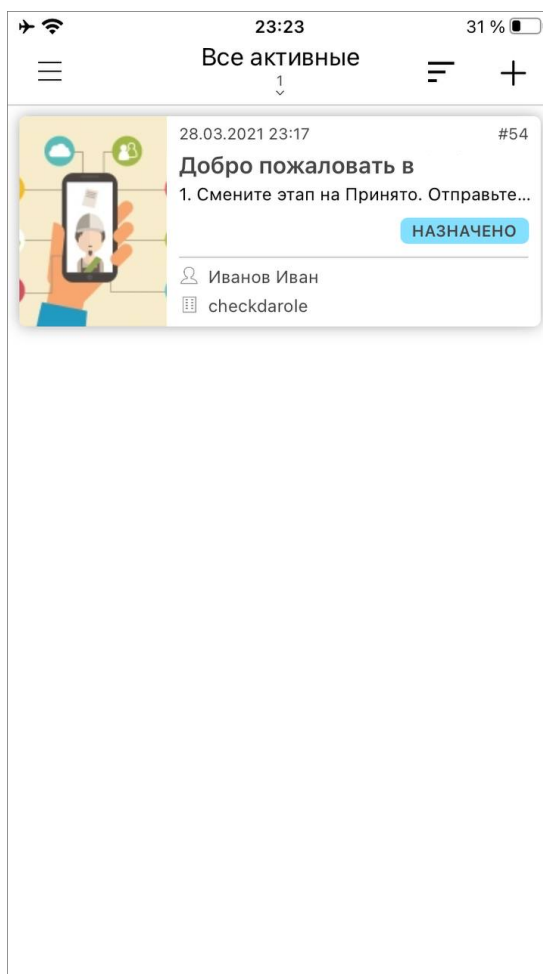 23:23
31 %
Все активные
1
28.03.2021 23:17
#54
Добро пожаловать в
1. Смените этап на Принято. Отправьте...
НАЗНАЧЕНО
Иванов Иван
checkdarole